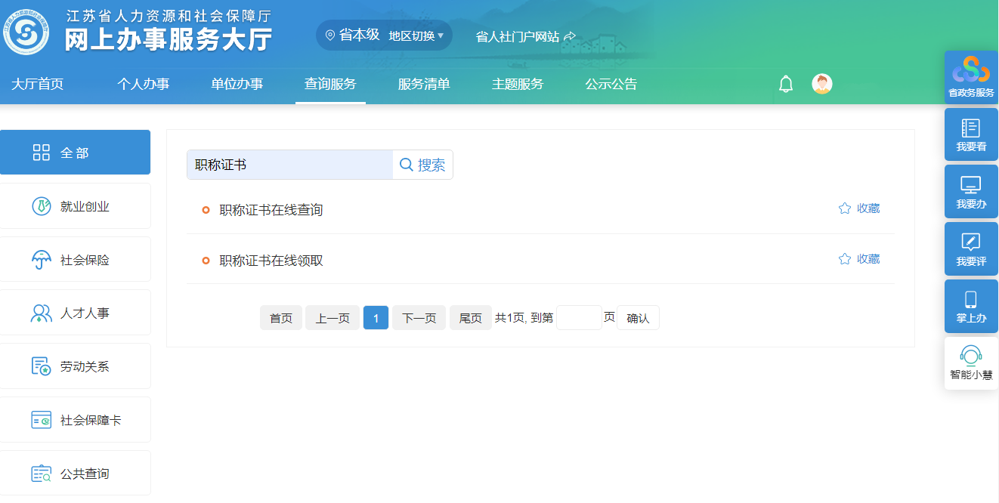 江苏省人力资源和社会保障厅
网上办事服务大厅
省本级 地区切换
省人社门户网站
大厅首页 个人办事 单位办事 查询服务 服务清单 主题服务 公示公告
省政务服务
我要看
我要办
我要评
掌上办
智能小慧
全部
就业创业
社会保险
人才人事
劳动关系
社会保障卡
公共查询
职称证书 搜索
职称证书在线查询 收藏
职称证书在线领取 收藏
首页 上一页 1 下一页 尾页 共1页, 到第 页 确认